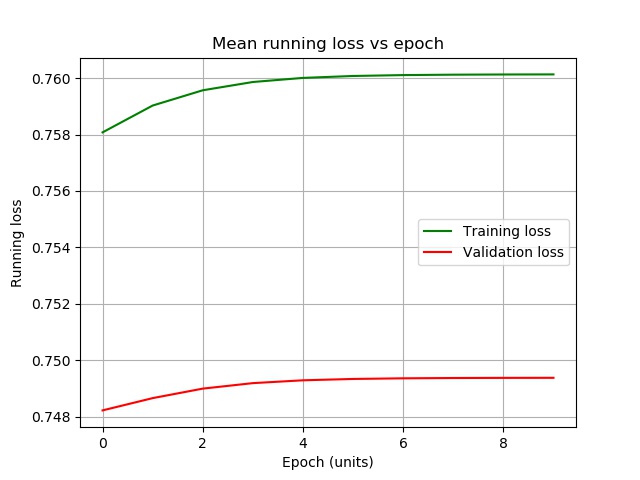 Mean running loss vs epoch
Running loss
0.760
0.758
0.756
0.754
0.752
0.750
0.748
Training loss
Validation loss
0 2 4 6 8
Epoch (units)